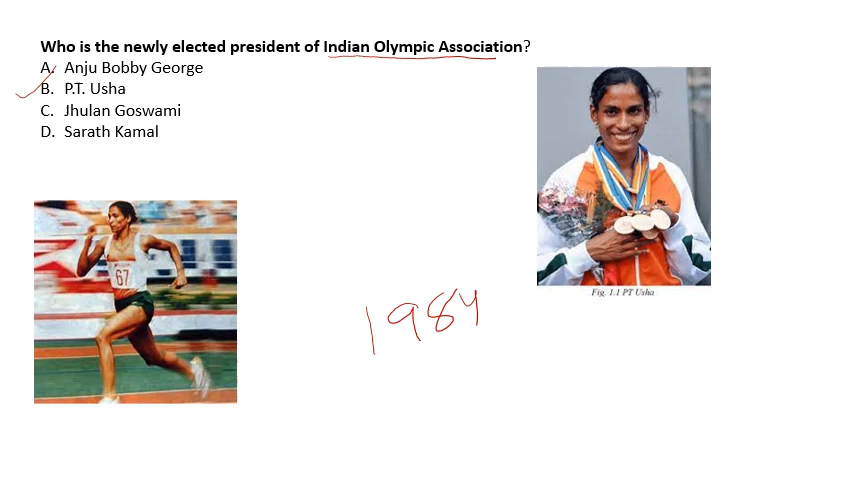 Who is the newly elected president of Indian Olympic Association?
A. Anju Bobby George
B. P.T. Usha
C. Jhulan Goswami
D. Sarath Kamal
67
1984
Fig. 1.1 PT Usha